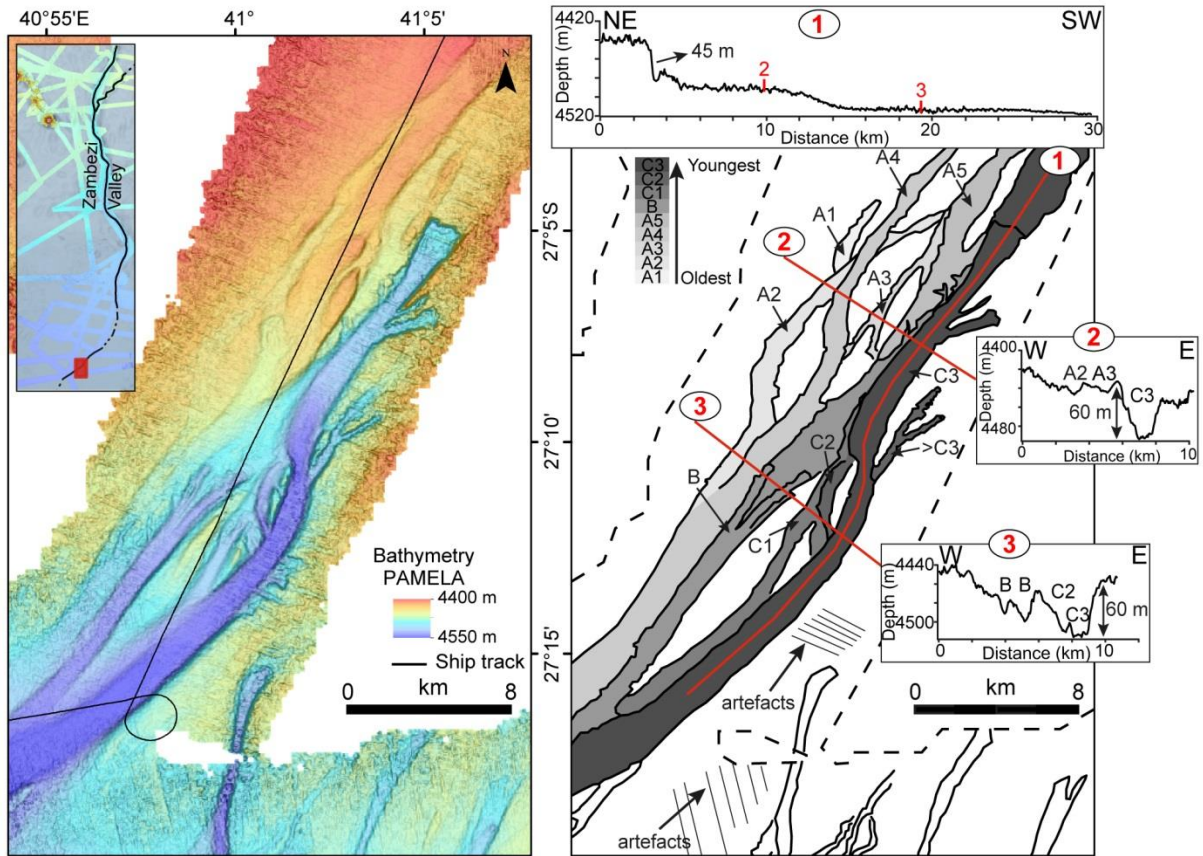 40°55'E
41°
41°5'
Zambezi
Valley
N
27°5'S
27°10'
27°15'
Bathymetry
PAMELA
4400 m
4550 m
Ship track
0 8
km
1
NE SW
4420
4520
Depth (m)
45 m
2
3
0 10 20 30
Distance (km)
C3
C2
C1
B
A5
A4
A3
A2
A1
Youngest
Oldest
A4
A5
1
A1
2
A3
A2
C3
3
C2
>C3
B
C1
2
W E
4400
4480
Depth (m)
A2 A3
C3
60 m
0 10
Distance (km)
3
W E
4440
4500
Depth (m)
B B
C2
C3
60 m
0 10
Distance (km)
artefacts
0 8
km
artefacts